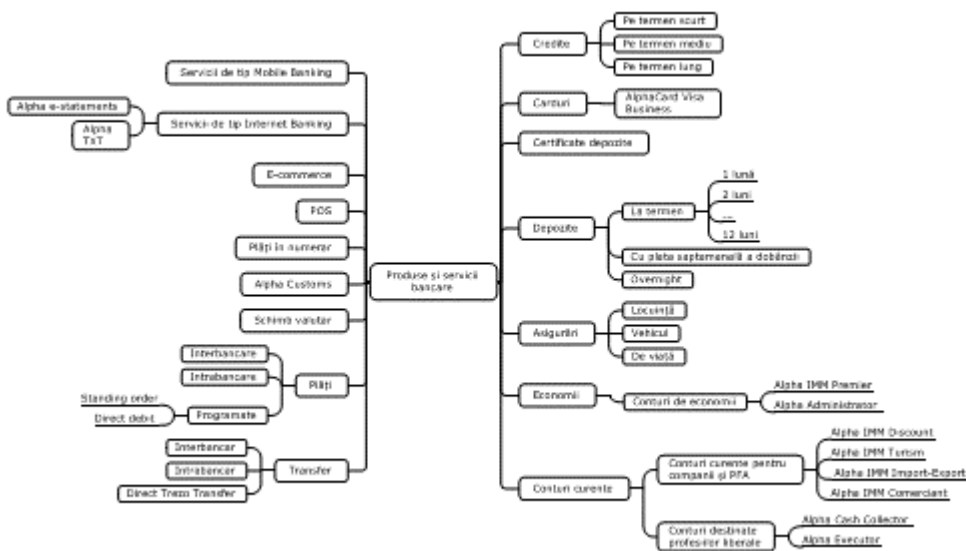 Servicii de tip Mobile Banking
Alpha e-statements
Alpha
TxT
Servicii de tip Internet Banking
E-commerce
POS
Plăți în numerar
Alpha Customs
Schimb valutar
Interbancare
Intrabancare
Standing order
Direct debit
Programate
Plăți
Interbancar
Intrabancar
Direct Trezo Transfer
Transfer
Produse și servicii
bancare
Credite
Pe termen scurt
Pe termen mediu
Pe termen lung
Carduri
AlphaCard Visa
Business
Certificate depozite
Depozite
La termen
1 lună
2 luni
...
12 luni
Cu plata saptamanală a dobânzii
Overnight
Asigurări
Locuință
Vehicul
De viață
Economii
Conturi de economii
Alpha IMM Premier
Alpha Administrator
Conturi curente
Conturi curente pentru
companii și PFA
Alpha IMM Discount
Alpha IMM Turism
Alpha IMM Import-Export
Alpha IMM Comerciant
Conturi destinate
profesiilor liberale
Alpha Cash Collector
Alpha Executor